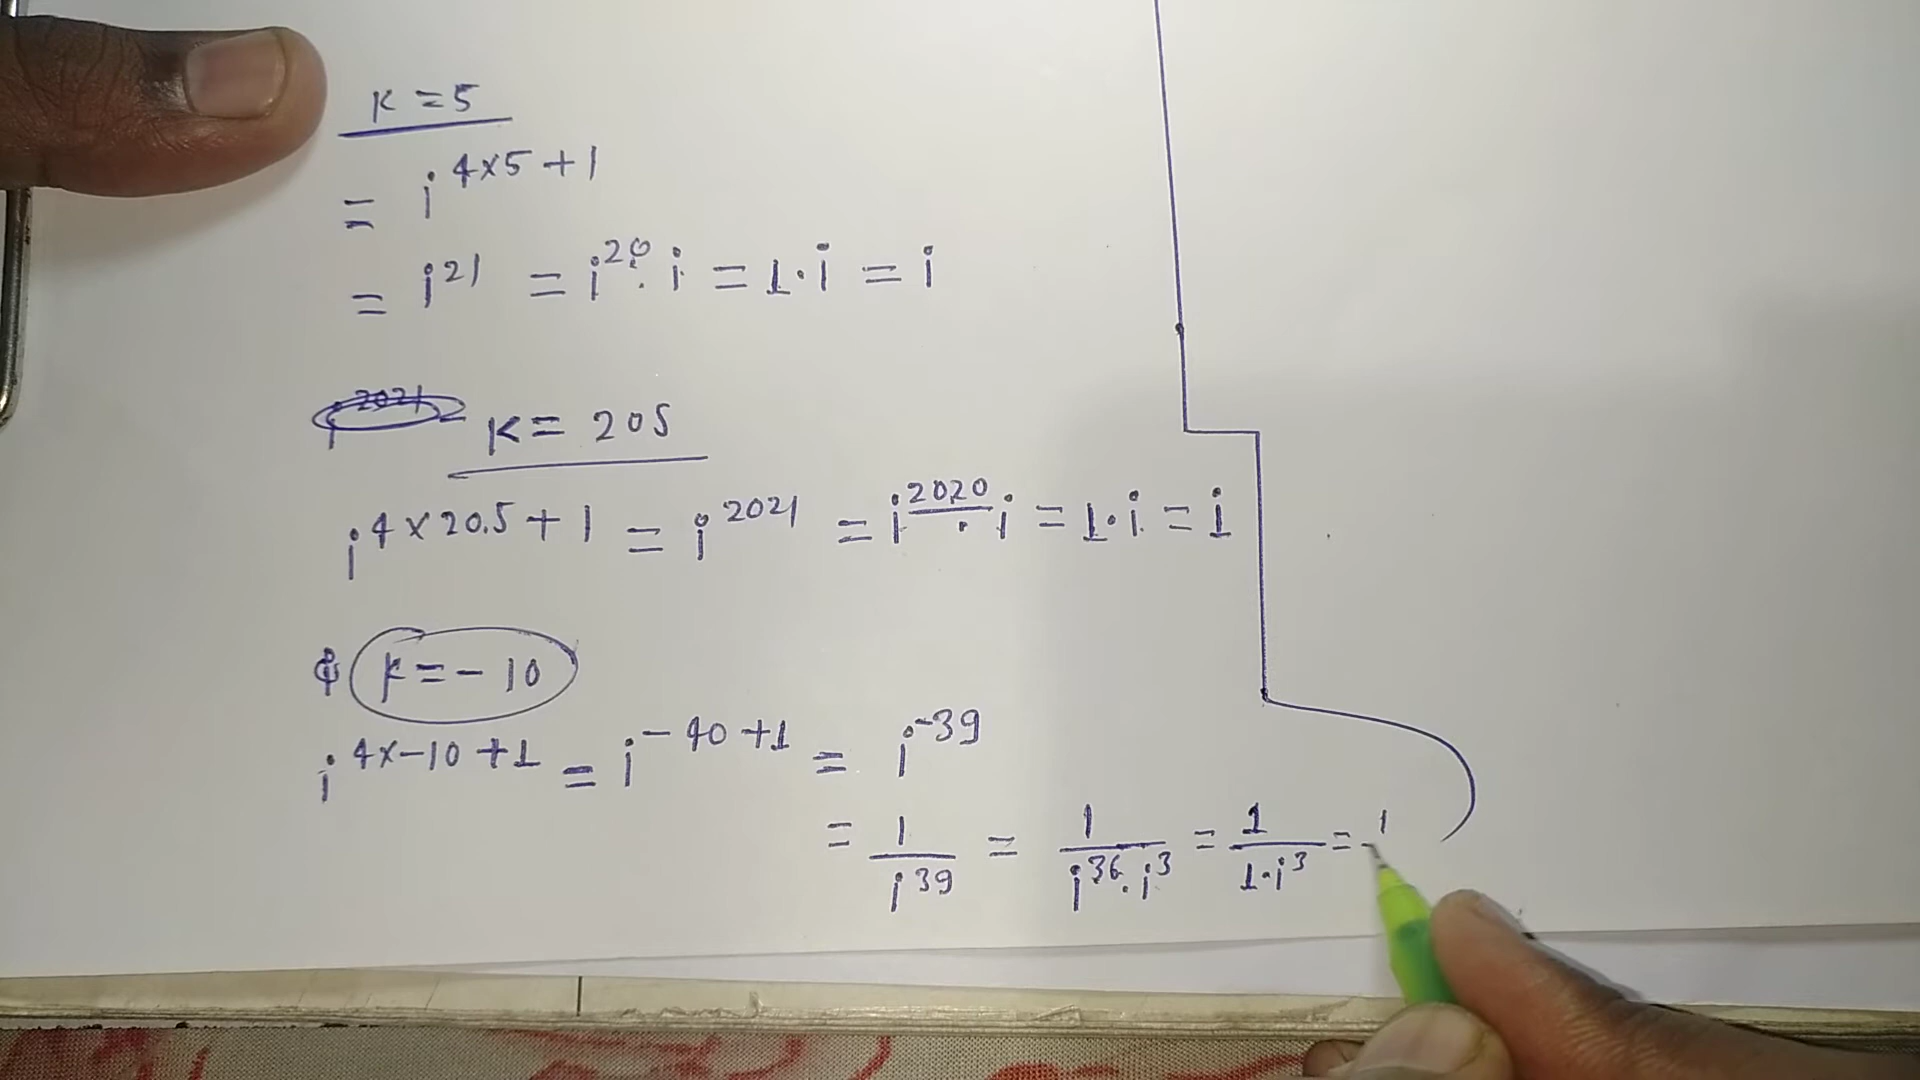 K = 5
= i^{4×5+1}
= i^{21} = i^{20} · i = 1 · i = i
K = 205
i^{4×20.5+1} = i^{2021} = i^{2020} · i = 1 · i = i
K = -10
i^{4×-10+1} = i^{-40+1} = i^{-39}
= 1/i^{39} = 1/(i^{36} · i^3) = 1/(1 · i^3) = 1